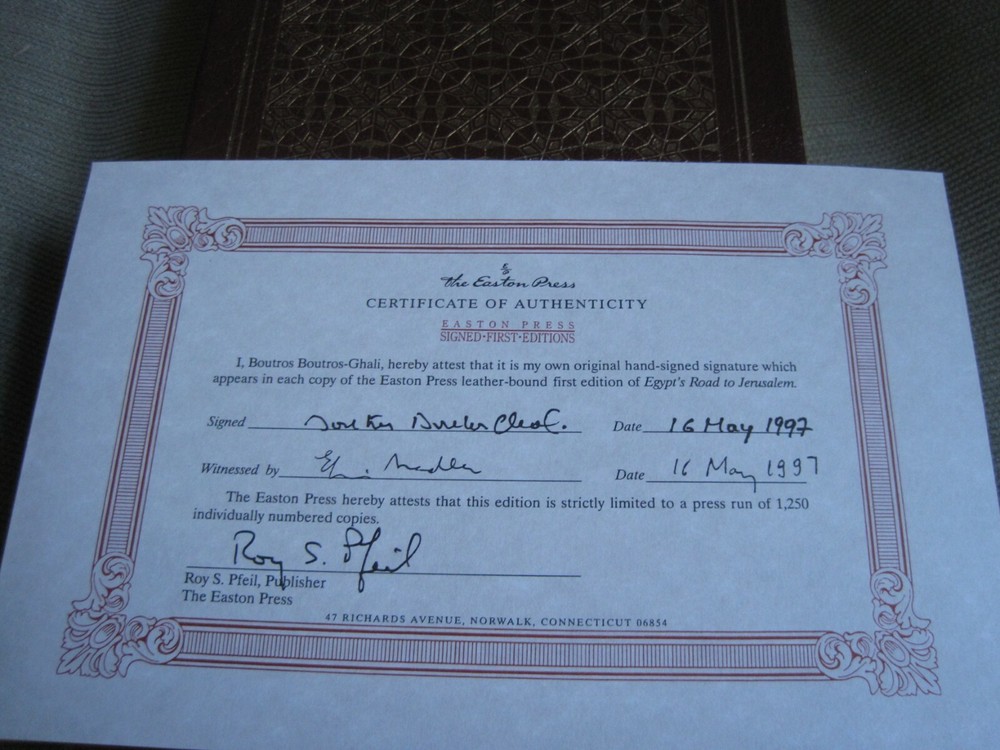 The Easton Press
CERTIFICATE OF AUTHENTICITY
EASTON PRESS
SIGNED·FIRST·EDITIONS
I, Boutros Boutros-Ghali, hereby attest that it is my own original hand-signed signature which
appears in each copy of the Easton Press leather-bound first edition of Egypt's Road to Jerusalem.
Signed Date 16 May 1997
Witnessed by Date 16 May 1997
The Easton Press hereby attests that this edition is strictly limited to a press run of 1,250
individually numbered copies.
Roy S. Pfeil
Roy S. Pfeil, Publisher
The Easton Press
47 RICHARDS AVENUE, NORWALK, CONNECTICUT 06854